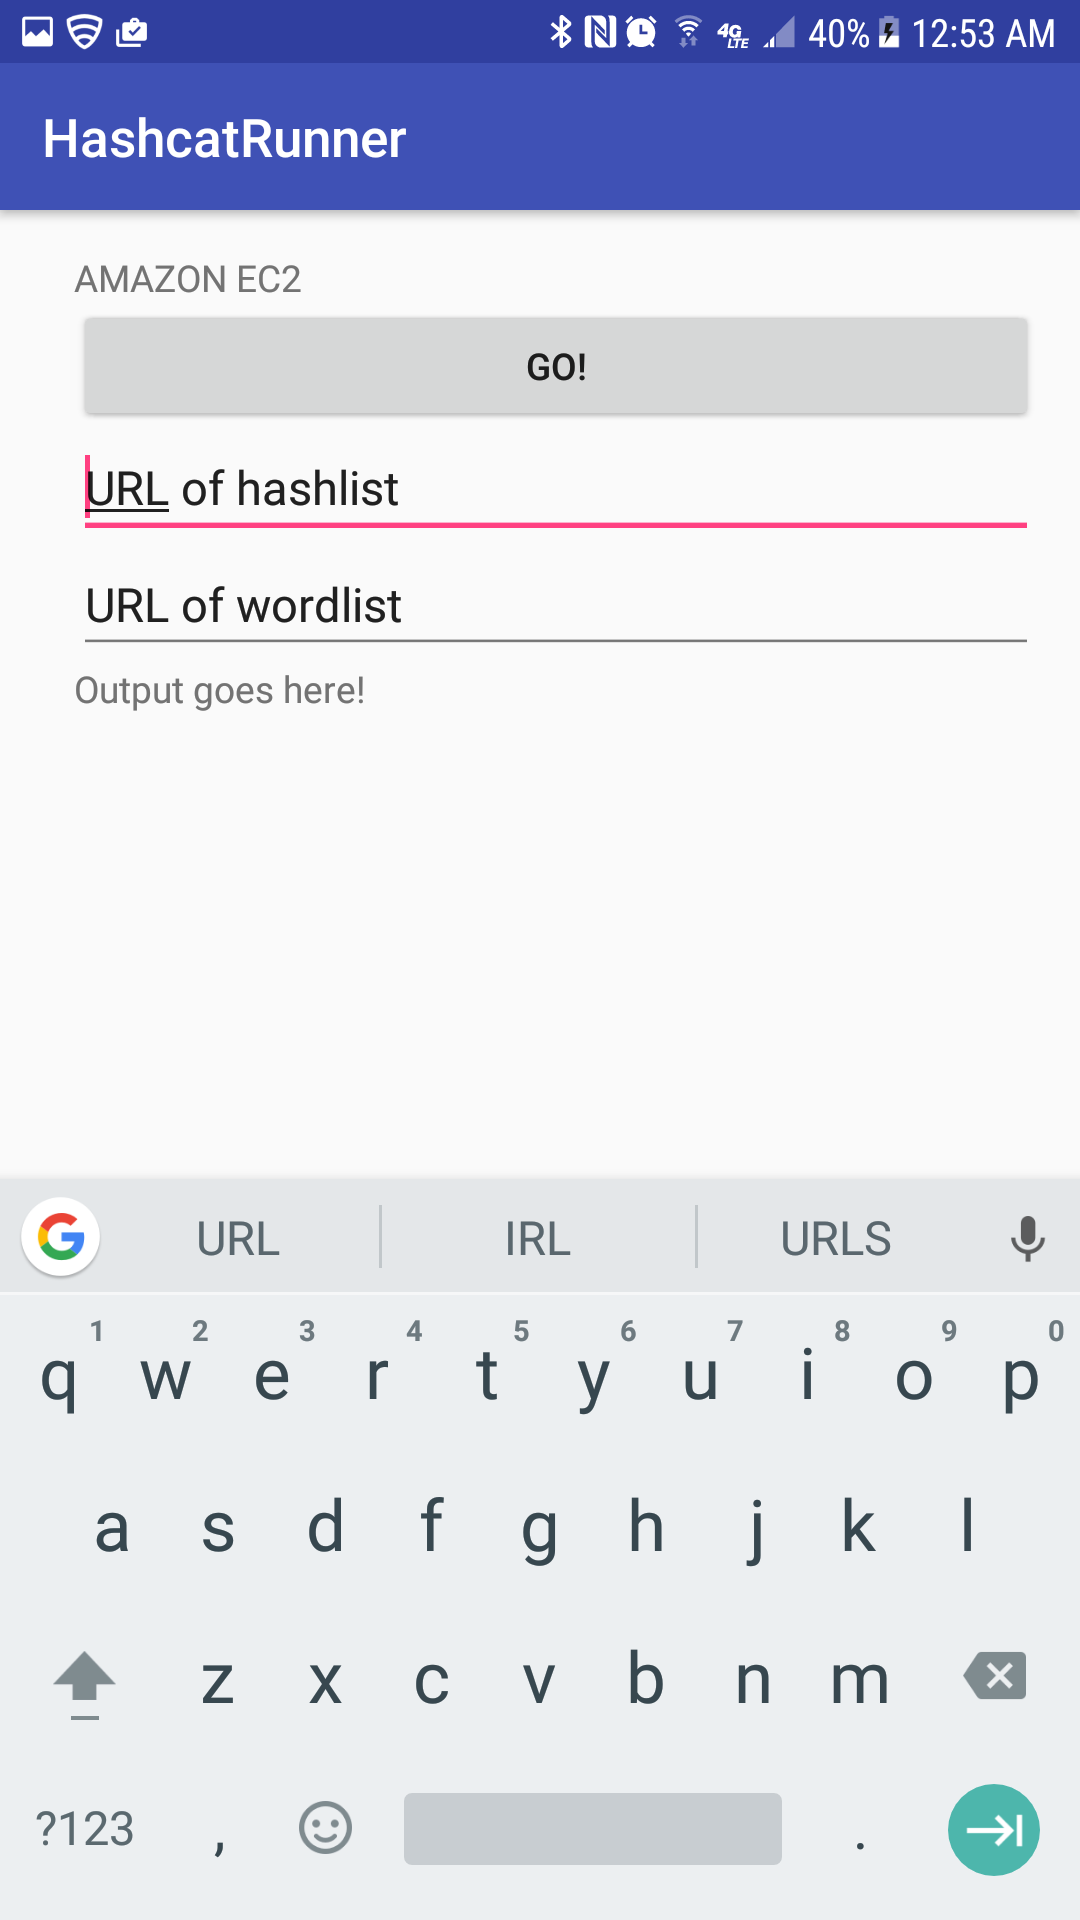 4G LTE 40% 12:53 AM
HashcatRunner
AMAZON EC2
GO!
URL of hashlist
URL of wordlist
Output goes here!
G URL IRL URLS
1 2 3 4 5 6 7 8 9 0
q w e r t y u i o p
a s d f g h j k l
z x c v b n m
?123 , .